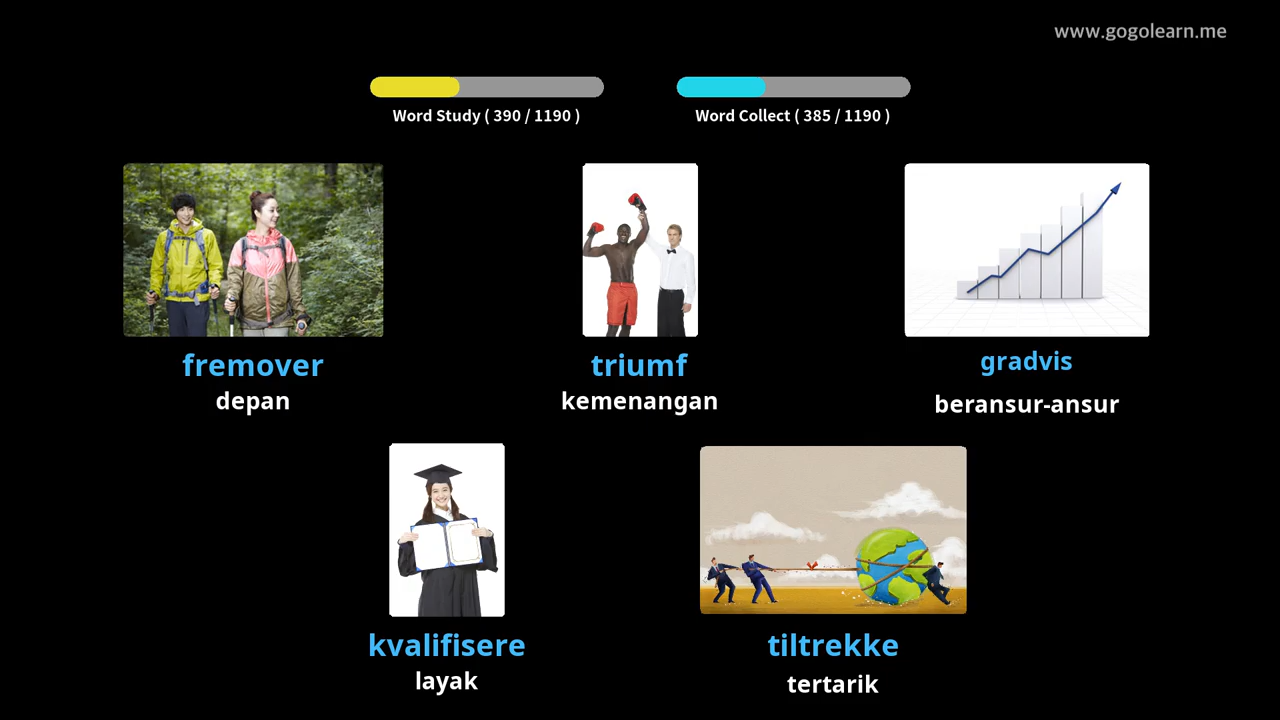 www.gogolearn.me
Word Study ( 390 / 1190 )
Word Collect ( 385 / 1190 )
fremover
depan
triumf
kemenangan
gradvis
beransur-ansur
kvalifisere
layak
tiltrekke
tertarik